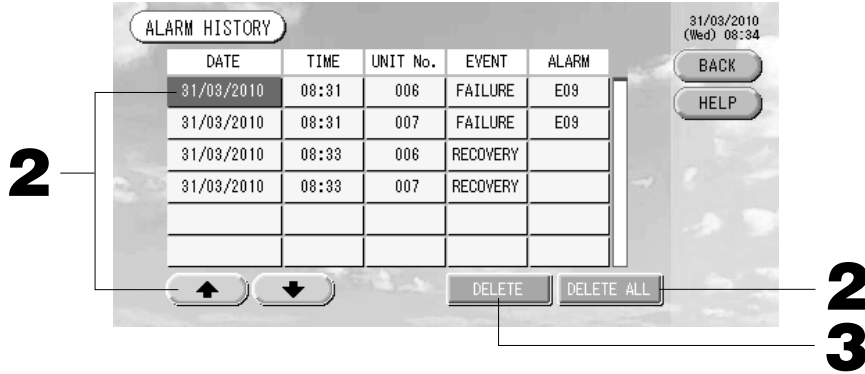 ALARM HISTORY
31/03/2010
(Wed) 08:34
BACK
HELP
DATE TIME UNIT No. EVENT ALARM
31/03/2010 08:31 006 FAILURE E09
31/03/2010 08:31 007 FAILURE E09
31/03/2010 08:33 006 RECOVERY
31/03/2010 08:33 007 RECOVERY
2
DELETE DELETE ALL
2
3